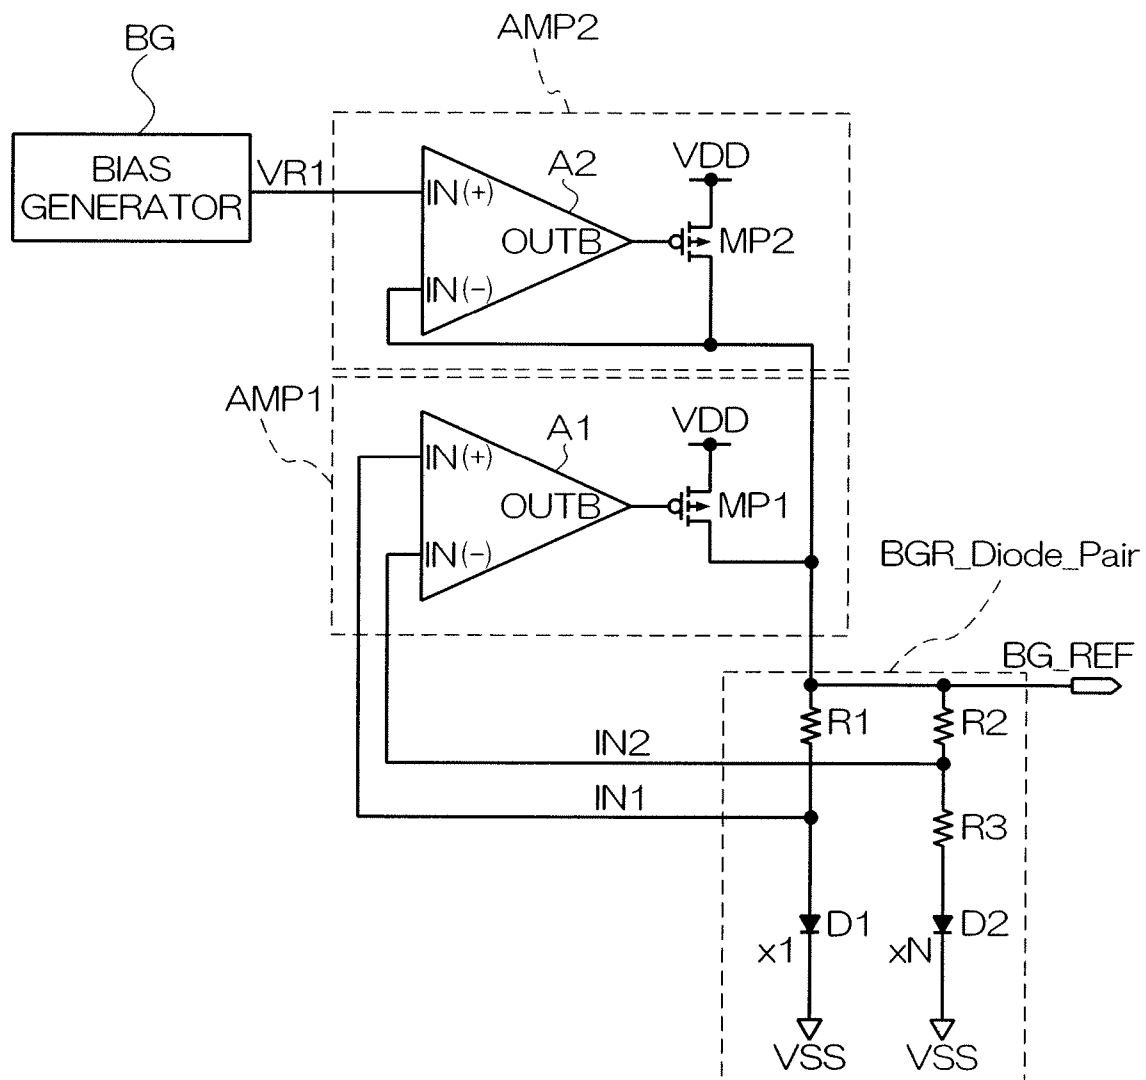 AMP2
BG
BIAS
GENERATOR
VR1
IN(+)
A2
OUTB
IN(-)
VDD
MP2
AMP1
IN(+)
A1
OUTB
IN(-)
VDD
MP1
BGR_Diode_Pair
BG_REF
R1
R2
IN2
IN1
R3
D1
x1
D2
xN
VSS
VSS